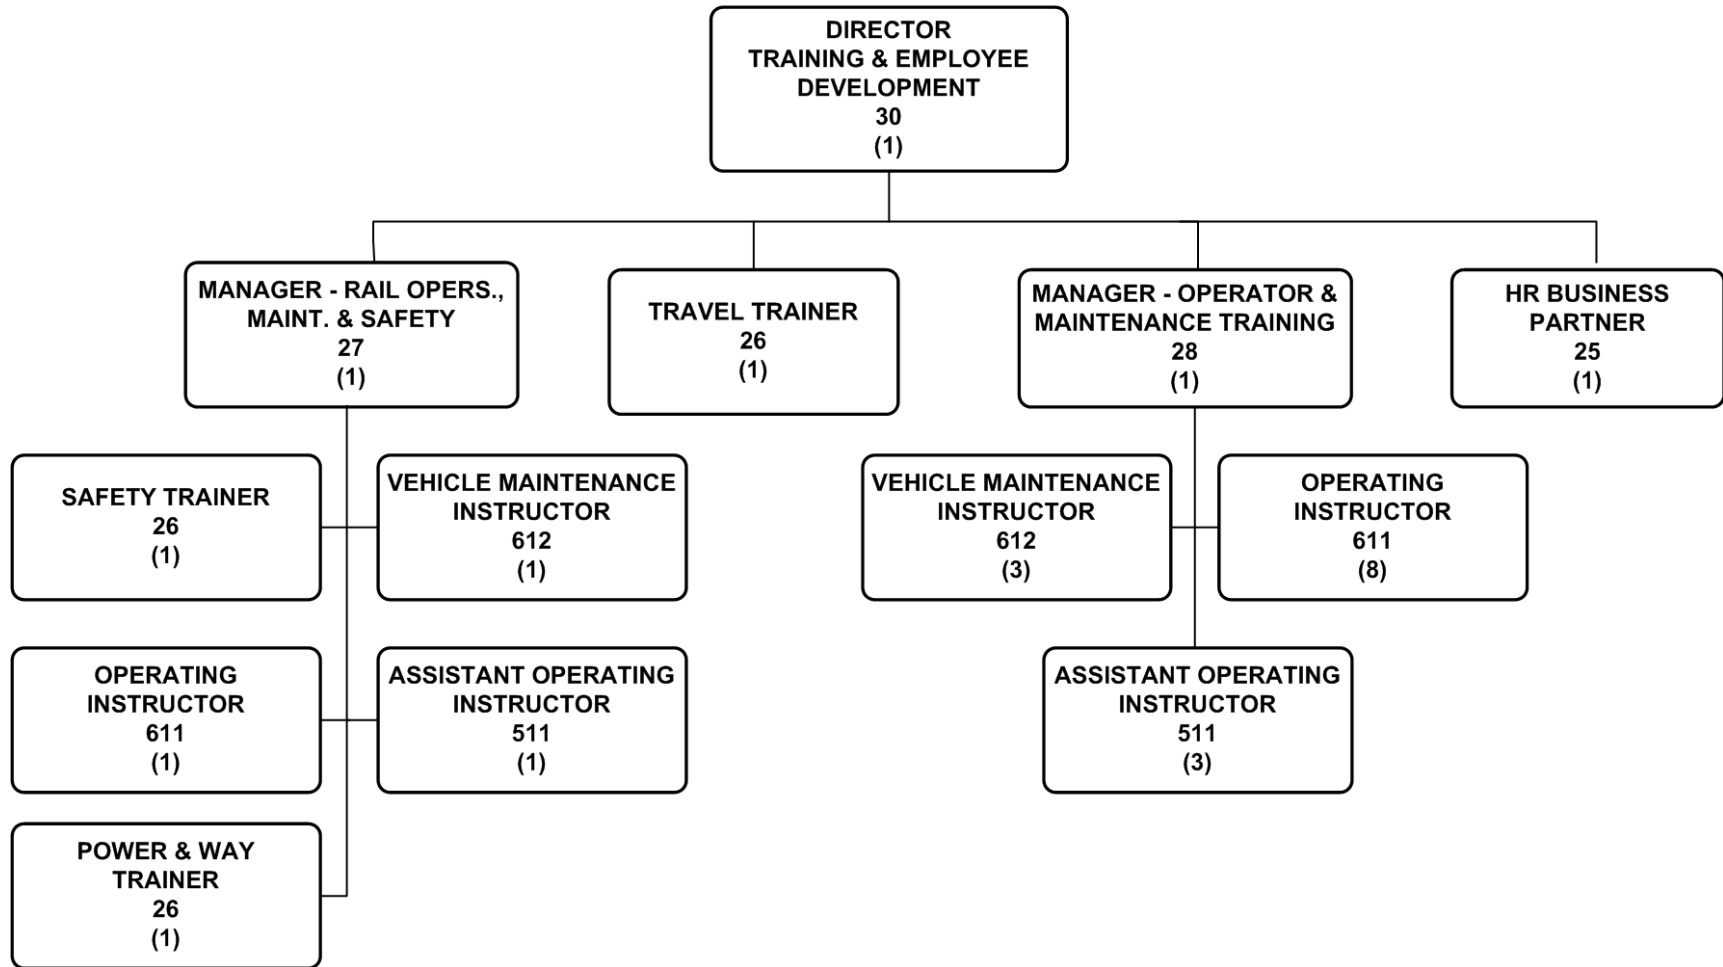 DIRECTOR
TRAINING & EMPLOYEE
DEVELOPMENT
30
(1)
MANAGER - RAIL OPERS.,
MAINT. & SAFETY
27
(1)
TRAVEL TRAINER
26
(1)
MANAGER - OPERATOR &
MAINTENANCE TRAINING
28
(1)
HR BUSINESS
PARTNER
25
(1)
SAFETY TRAINER
26
(1)
VEHICLE MAINTENANCE
INSTRUCTOR
612
(1)
VEHICLE MAINTENANCE
INSTRUCTOR
612
(3)
OPERATING
INSTRUCTOR
611
(8)
OPERATING
INSTRUCTOR
611
(1)
ASSISTANT OPERATING
INSTRUCTOR
511
(1)
ASSISTANT OPERATING
INSTRUCTOR
511
(3)
POWER & WAY
TRAINER
26
(1)